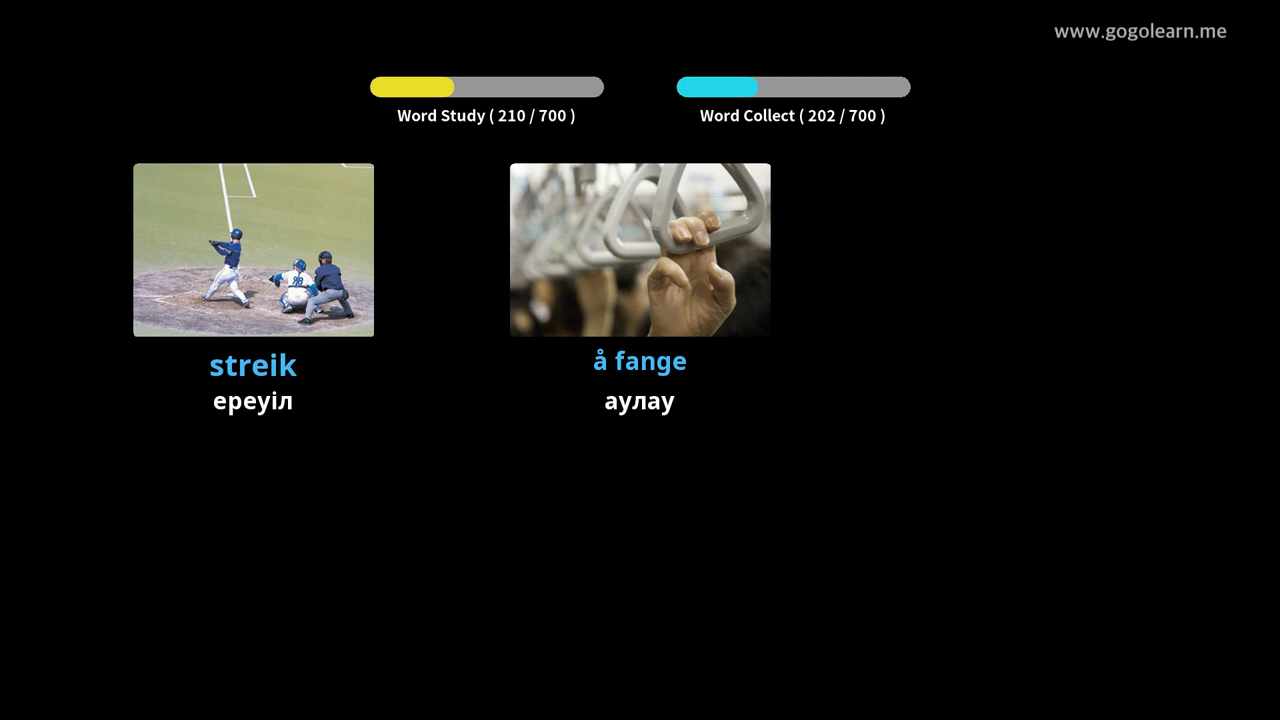 www.gogolearn.me
Word Study ( 210 / 700 )
Word Collect ( 202 / 700 )
streik
ереуіл
å fange
аулау